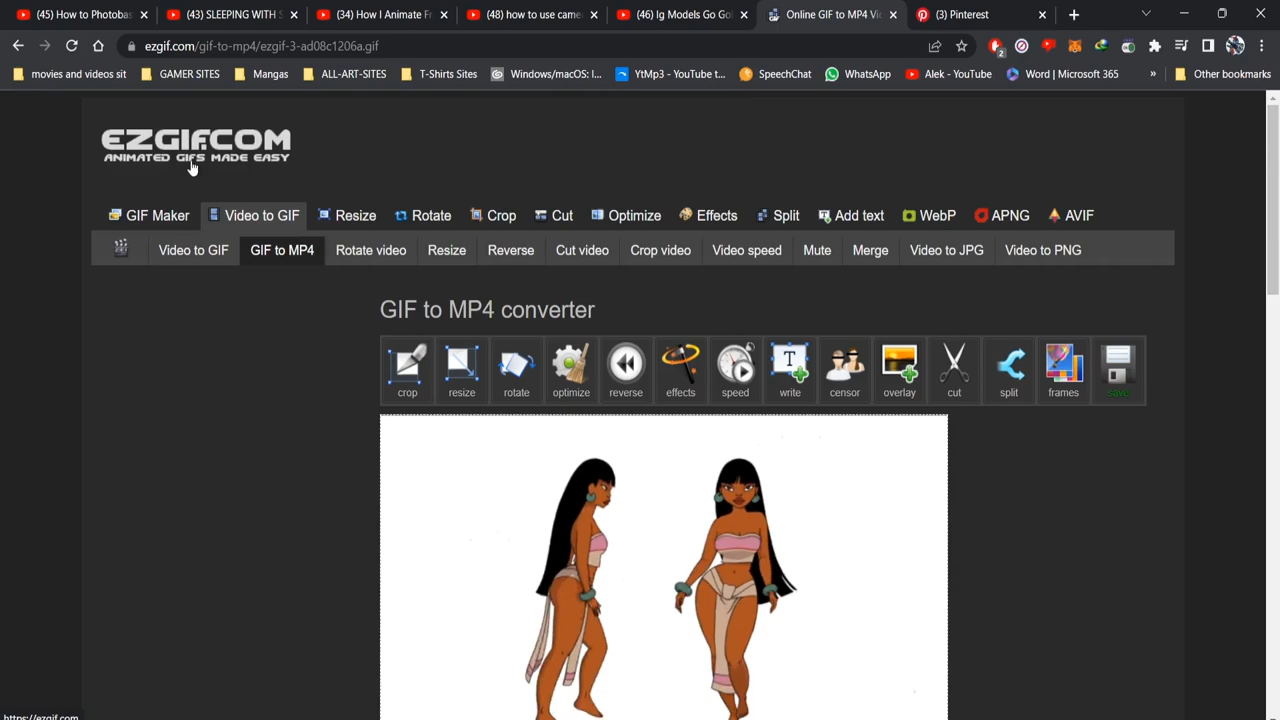 (45) How to Photobas
(43) SLEEPING WITH S
(34) How I Animate Fr
(48) how to use came
(46) Ig Models Go Gol
Online GIF to MP4 Vi
(3) Pinterest
ezgif.com/gif-to-mp4/ezgif-3-ad08c1206a.gif
2
movies and videos sit
GAMER SITES
Mangas
ALL-ART-SITES
T-Shirts Sites
Windows/macOS: I...
YtMp3 - YouTube t...
SpeechChat
WhatsApp
Alek - YouTube
Word | Microsoft 365
»
Other bookmarks
EZGIF.COM
ANIMATED GIFS MADE EASY
GIF Maker
Video to GIF
Resize
Rotate
Crop
Cut
Optimize
Effects
Split
Add text
WebP
APNG
AVIF
Video to GIF
GIF to MP4
Rotate video
Resize
Reverse
Cut video
Crop video
Video speed
Mute
Merge
Video to JPG
Video to PNG
GIF to MP4 converter
T
crop
resize
rotate
optimize
reverse
effects
speed
write
censor
overlay
cut
split
frames
save
https://ezgif.com